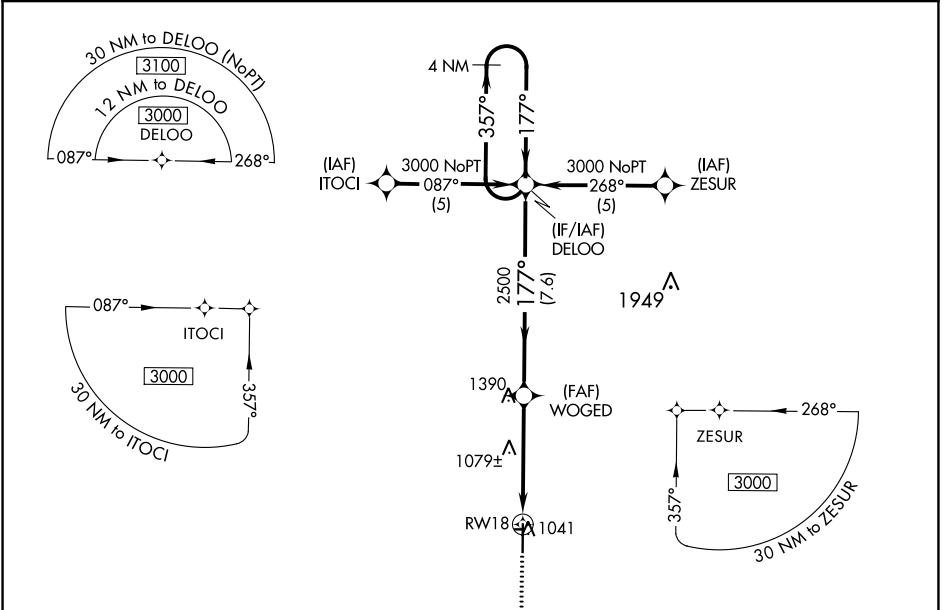 30 NM to DELOO (NoPT)
3100
12 NM to DELOO
3000
DELOO
087°
268°
4 NM
357°
177°
(IAF)
ITOCI
3000 NoPT
087°
(5)
3000 NoPT
268°
(5)
(IAF)
ZESUR
(IF/IAF)
DELOO
2500
177°
(7.6)
1949
087°
ITOCI
3000
357°
30 NM to ITOCI
1390
(FAF)
WOGED
1079±
RW18
1041
268°
ZESUR
3000
357°
30 NM to ZESUR